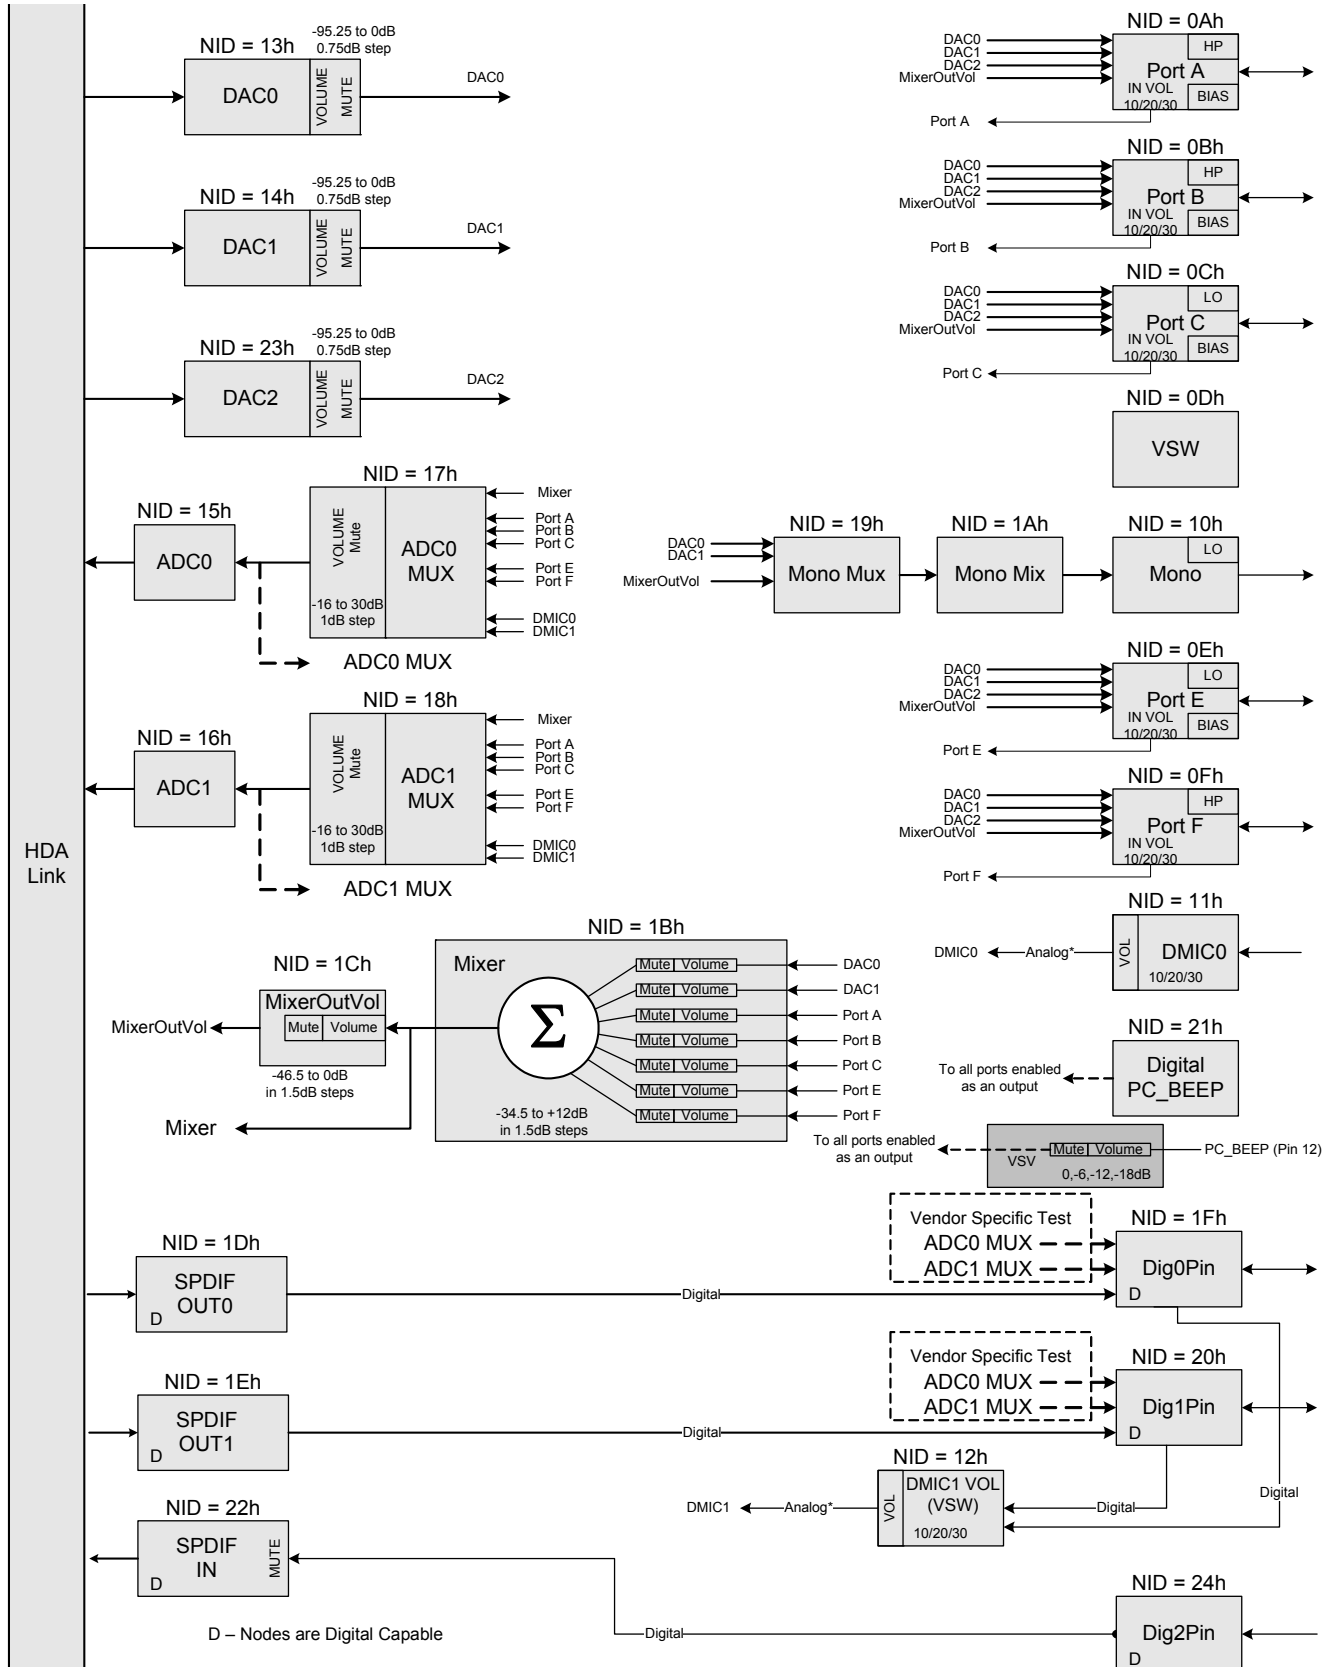 HDA
Link
NID = 13h
-95.25 to 0dB
0.75dB step
DAC0
VOLUME
MUTE
DAC0
NID = 14h
-95.25 to 0dB
0.75dB step
DAC1
VOLUME
MUTE
DAC1
NID = 23h
-95.25 to 0dB
0.75dB step
DAC2
VOLUME
MUTE
DAC2
NID = 17h
VOLUME
Mute
-16 to 30dB
1dB step
ADC0
MUX
Mixer
Port A
Port B
Port C
Port E
Port F
DMIC0
DMIC1
NID = 15h
ADC0
ADC0 MUX
NID = 18h
VOLUME
Mute
-16 to 30dB
1dB step
ADC1
MUX
Mixer
Port A
Port B
Port C
Port E
Port F
DMIC0
DMIC1
NID = 16h
ADC1
ADC1 MUX
NID = 1Bh
Mixer
Σ
Mute Volume
DAC0
Mute Volume
DAC1
Mute Volume
Port A
Mute Volume
Port B
Mute Volume
Port C
Mute Volume
Port E
Mute Volume
Port F
-34.5 to +12dB
in 1.5dB steps
NID = 1Ch
MixerOutVol
Mute Volume
-46.5 to 0dB
in 1.5dB steps
MixerOutVol
Mixer
NID = 0Ah
DAC0
DAC1
DAC2
MixerOutVol
HP
Port A
IN VOL
10/20/30
BIAS
Port A
NID = 0Bh
DAC0
DAC1
DAC2
MixerOutVol
HP
Port B
IN VOL
10/20/30
BIAS
Port B
NID = 0Ch
DAC0
DAC1
DAC2
MixerOutVol
LO
Port C
IN VOL
10/20/30
BIAS
Port C
NID = 0Dh
VSW
NID = 19h
DAC0
DAC1
MixerOutVol
Mono Mux
NID = 1Ah
Mono Mix
NID = 10h
LO
Mono
NID = 0Eh
DAC0
DAC1
DAC2
MixerOutVol
LO
Port E
IN VOL
10/20/30
BIAS
Port E
NID = 0Fh
DAC0
DAC1
DAC2
MixerOutVol
HP
Port F
IN VOL
10/20/30
Port F
NID = 11h
DMIC0
Analog*
VOL
DMIC0
10/20/30
NID = 21h
Digital
PC_BEEP
To all ports enabled
as an output
To all ports enabled
as an output
VSV
Mute Volume
0,-6,-12,-18dB
PC_BEEP (Pin 12)
NID = 1Dh
SPDIF
OUT0
D
Digital
Vendor Specific Test
ADC0 MUX
ADC1 MUX
NID = 1Fh
Dig0Pin
D
NID = 1Eh
SPDIF
OUT1
D
Digital
Vendor Specific Test
ADC0 MUX
ADC1 MUX
NID = 20h
Dig1Pin
D
NID = 12h
DMIC1
Analog*
VOL
DMIC1 VOL
(VSW)
10/20/30
Digital
Digital
NID = 22h
SPDIF
IN
MUTE
D
Digital
NID = 24h
Dig2Pin
D
D – Nodes are Digital Capable